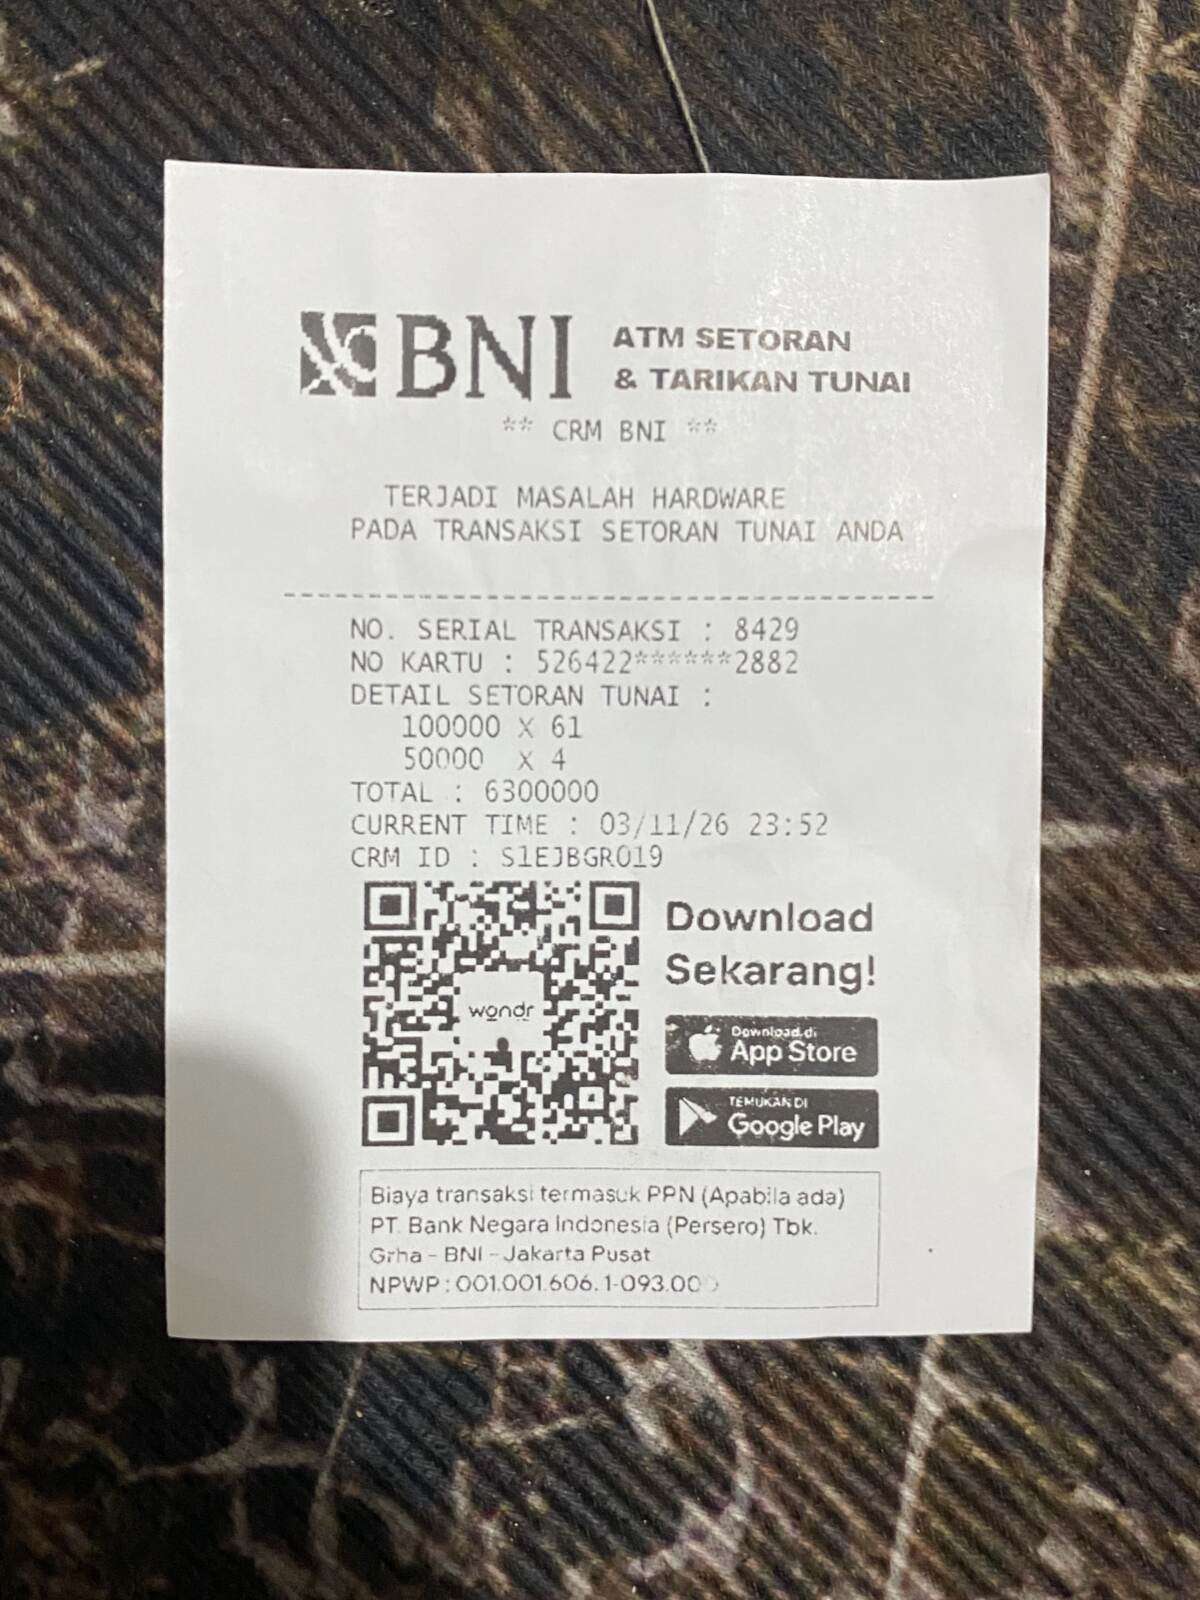 BNI ATM SETORAN
& TARIKAN TUNAI
** CRM BNI **
TERJADI MASALAH HARDWARE
PADA TRANSAKSI SETORAN TUNAI ANDA
--------------------------------------
NO. SERIAL TRANSAKSI : 8429
NO KARTU : 526422******2882
DETAIL SETORAN TUNAI :
100000 X 61
50000 X 4
TOTAL : 6300000
CURRENT TIME : 03/11/26 23:52
CRM ID : S1EJBGR019
wondr
Download
Sekarang!
Download di
App Store
TEMUKAN DI
Google Play
Biaya transaksi termasuk PPN (Apabila ada)
PT. Bank Negara Indonesia (Persero) Tbk.
Grha - BNI - Jakarta Pusat
NPWP : 001.001.606.1-093.00